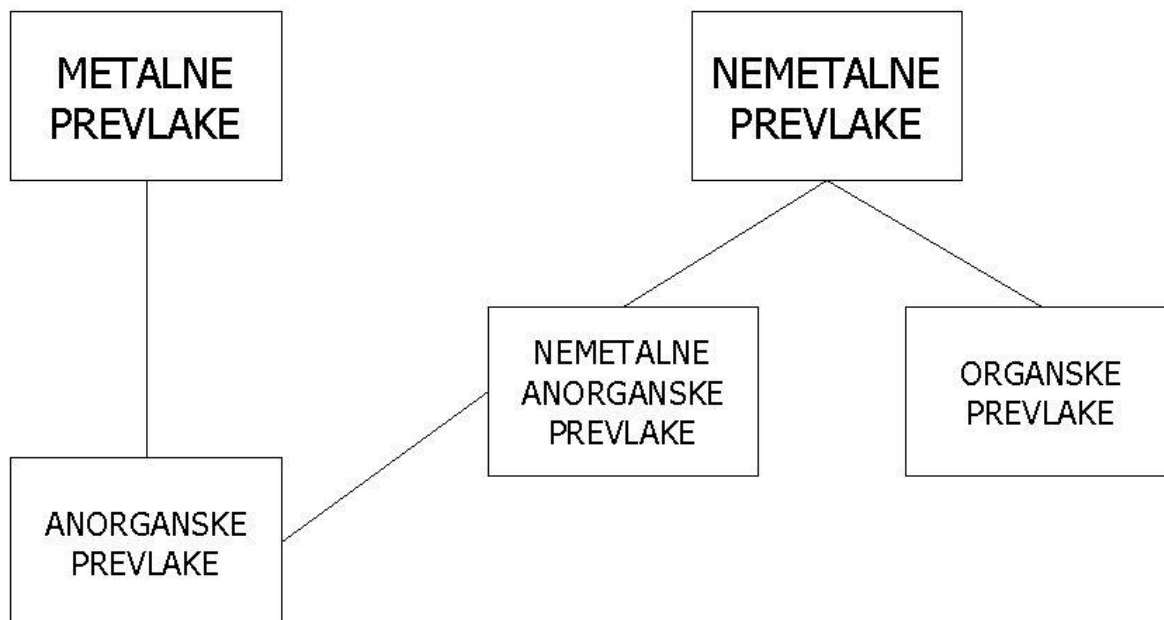 METALNE
PREVLAKE
NEMETALNE
PREVLAKE
NEMETALNE
ANORGANSKE
PREVLAKE
ORGANSKE
PREVLAKE
ANORGANSKE
PREVLAKE